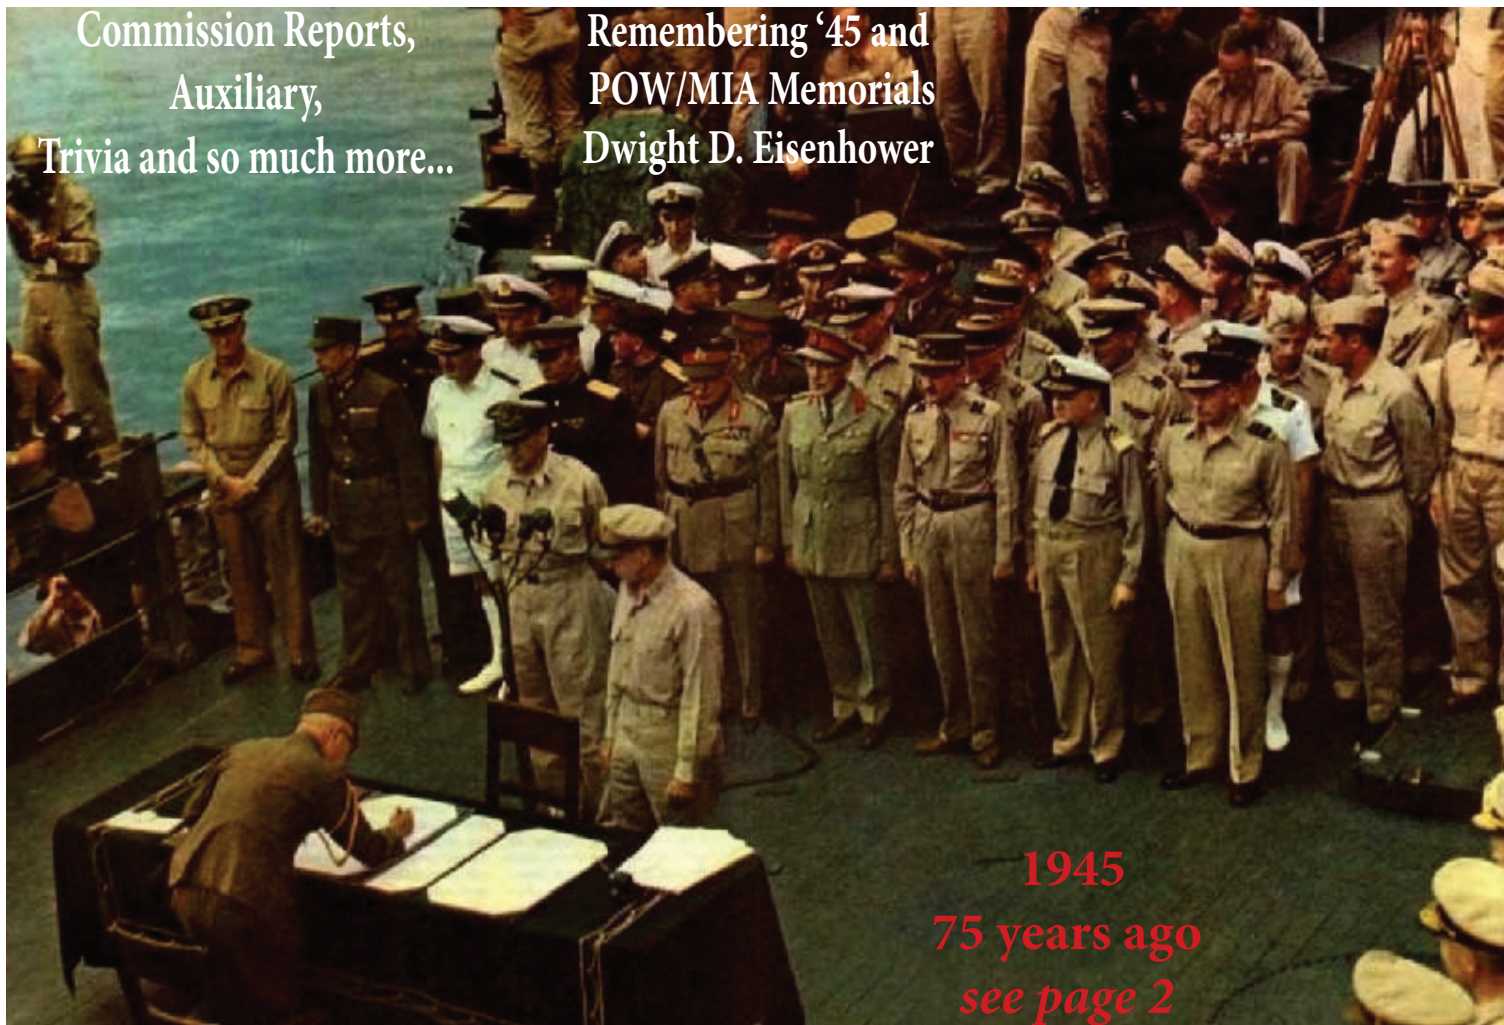 Commission Reports,
Auxiliary,
Trivia and so much more...
Remembering ‘45 and
POW/MIA Memorials
Dwight D. Eisenhower
1945
75 years ago
see page 2